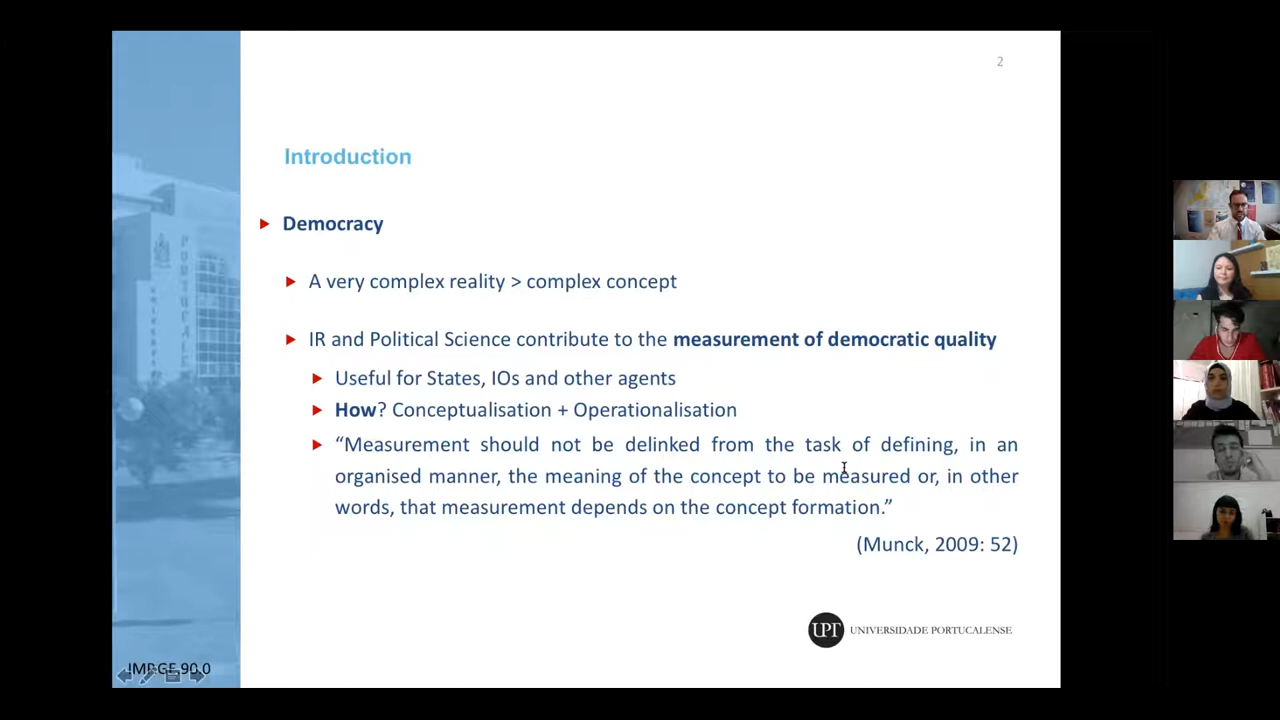 2
Introduction
Democracy
A very complex reality > complex concept
IR and Political Science contribute to the measurement of democratic quality
Useful for States, IOs and other agents
How? Conceptualisation + Operationalisation
“Measurement should not be delinked from the task of defining, in an
organised manner, the meaning of the concept to be measured or, in other
words, that measurement depends on the concept formation.”
(Munck, 2009: 52)
UPT UNIVERSIDADE PORTUCALENSE